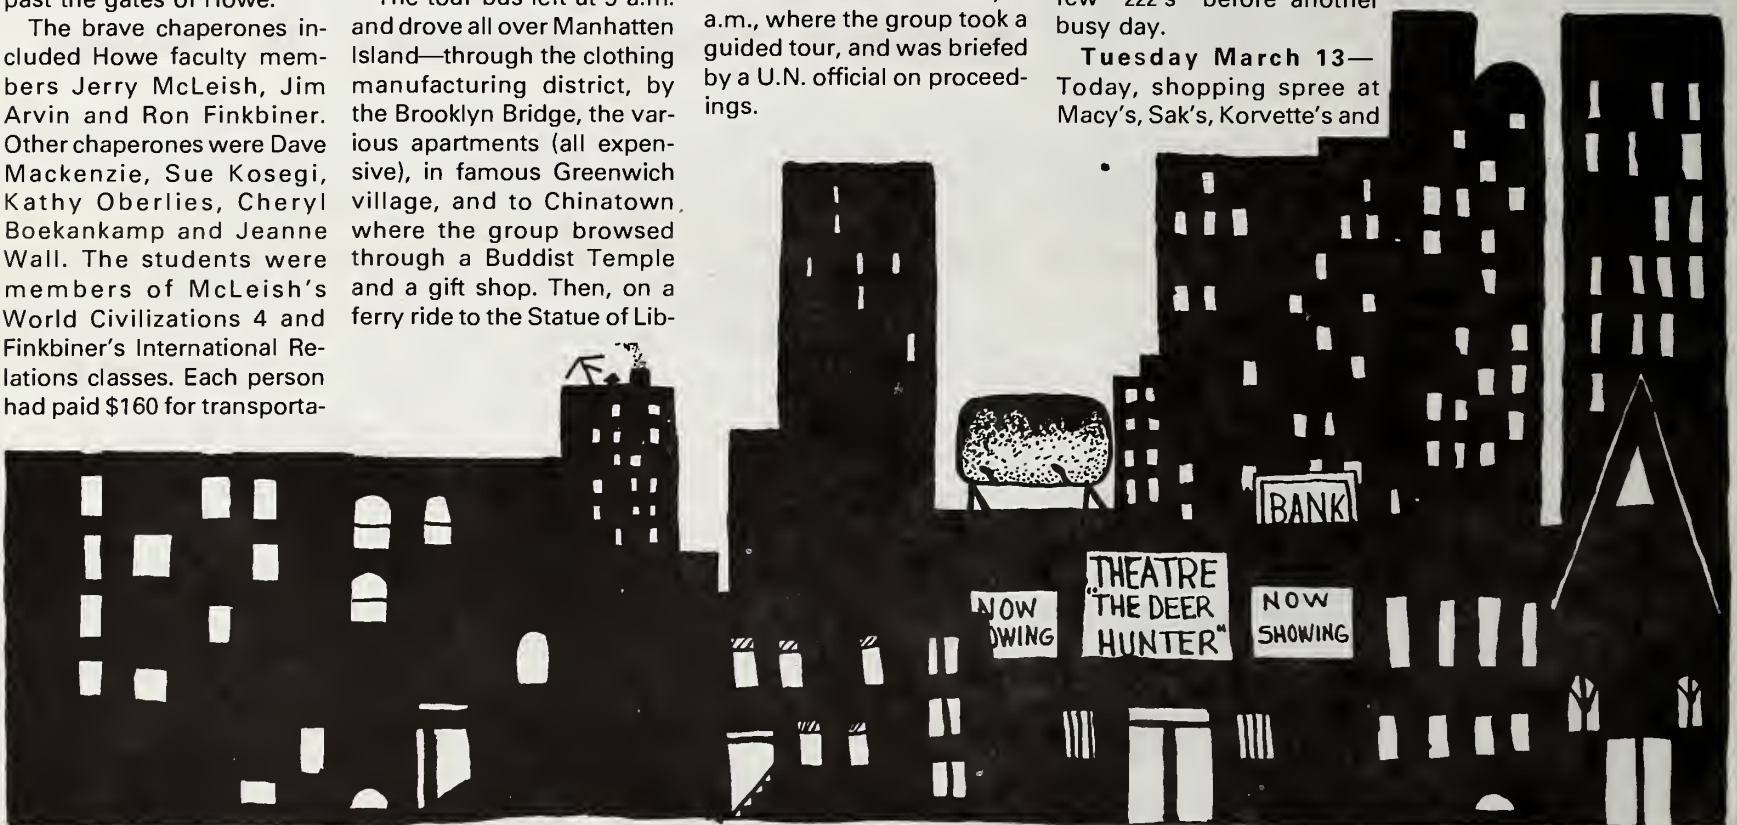 past the gates of Howe.
The brave chaperones in-
cluded Howe faculty mem-
bers Jerry McLeish, Jim
Arvin and Ron Finkbiner.
Other chaperones were Dave
Mackenzie, Sue Kosegi,
Kathy Oberlies, Cheryl
Boekankamp and Jeanne
Wall. The students were
members of McLeish's
World Civilizations 4 and
Finkbiner's International Re-
lations classes. Each person
had paid $160 for transporta-
The tour bus left at 9 a.m.
and drove all over Manhatten
Island—through the clothing
manufacturing district, by
the Brooklyn Bridge, the var-
ious apartments (all expen-
sive), in famous Greenwich
village, and to Chinatown
where the group browsed
through a Buddist Temple
and a gift shop. Then, on a
ferry ride to the Statue of Lib-
a.m., where the group took a
guided tour, and was briefed
by a U.N. official on proceed-
ings.
few "zzz's" before another
busy day.
Tuesday March 13—
Today, shopping spree at
Macy's, Sak's, Korvette's and
BANK
THEATRE
"THE DEER
HUNTER"
NOW
OWING
NOW
SHOWING